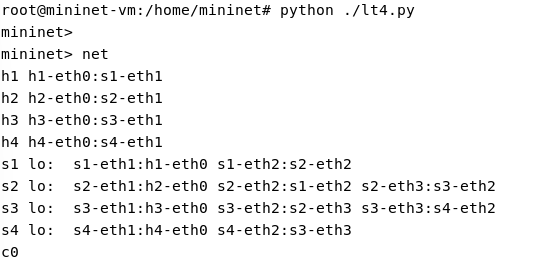 root@mininet-vm:/home/mininet# python ./lt4.py
mininet>
mininet> net
h1 h1-eth0:s1-eth1
h2 h2-eth0:s2-eth1
h3 h3-eth0:s3-eth1
h4 h4-eth0:s4-eth1
s1 lo:  s1-eth1:h1-eth0 s1-eth2:s2-eth2
s2 lo:  s2-eth1:h2-eth0 s2-eth2:s1-eth2 s2-eth3:s3-eth2
s3 lo:  s3-eth1:h3-eth0 s3-eth2:s2-eth3 s3-eth3:s4-eth2
s4 lo:  s4-eth1:h4-eth0 s4-eth2:s3-eth3
c0